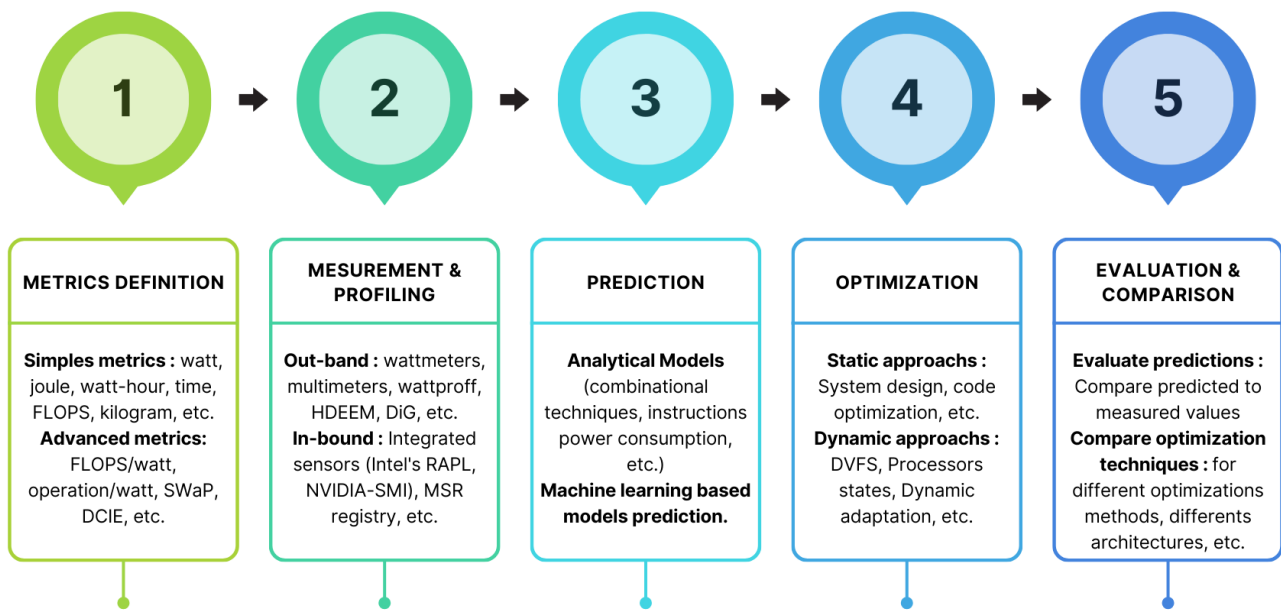 1
2
3
4
5
METRICS DEFINITION
Simples metrics : watt,
joule, watt-hour, time,
FLOPS, kilogram, etc.
Advanced metrics:
FLOPS/watt,
operation/watt, SWaP,
DCIE, etc.
MESUREMENT &
PROFILING
Out-band : wattmeters,
multimeters, wattproff,
HDEEM, DiG, etc.
In-bound : Integrated
sensors (Intel's RAPL,
NVIDIA-SMI), MSR
registry, etc.
PREDICTION
Analytical Models
(combinational
techniques, instructions
power consumption,
etc.)
Machine learning based
models prediction.
OPTIMIZATION
Static approachs :
System design, code
optimization, etc.
Dynamic approachs :
DVFS, Processors
states, Dynamic
adaptation, etc.
EVALUATION &
COMPARISON
Evaluate predictions :
Compare predicted to
measured values
Compare optimization
techniques : for
different optimizations
methods, differents
architectures, etc.